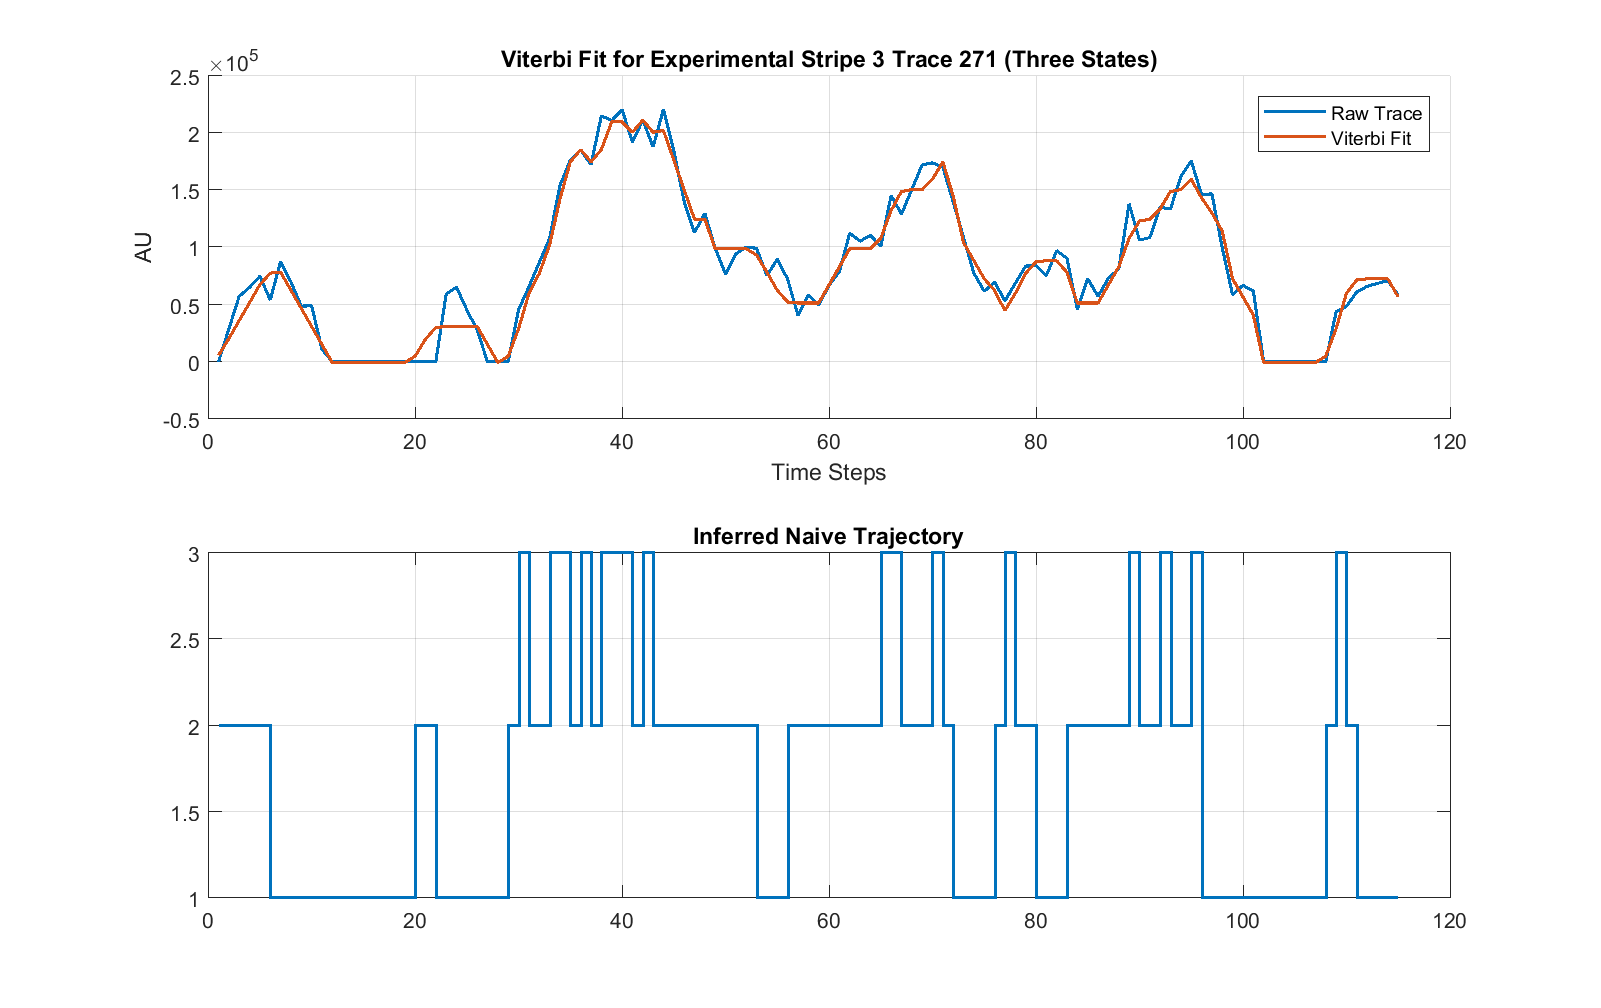 Viterbi Fit for Experimental Stripe 3 Trace 271 (Three States)
×10^5
2.5
2
1.5
1
0.5
0
-0.5
AU
Raw Trace
Viterbi Fit
0 20 40 60 80 100 120
Time Steps
Inferred Naive Trajectory
3
2.5
2
1.5
1
0 20 40 60 80 100 120